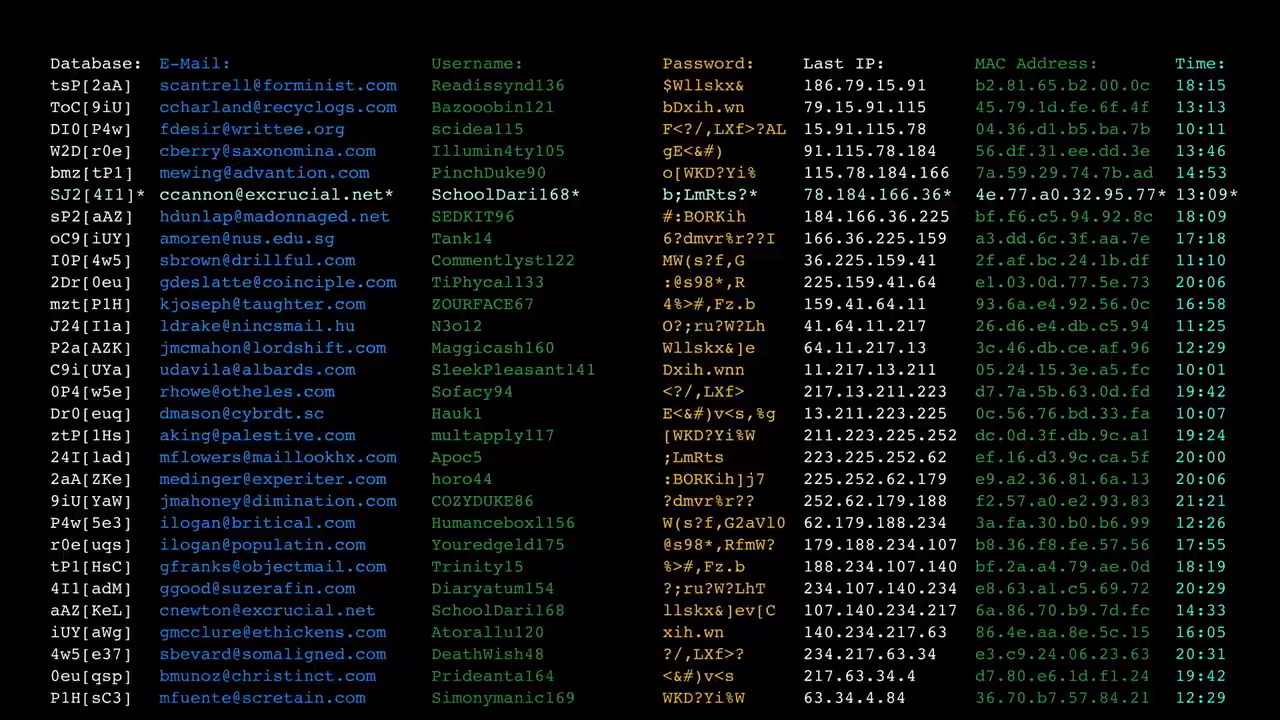 Database: E-Mail: Username: Password: Last IP: MAC Address: Time:
tsP[2aA] scantrell@forminist.com Readissynd136 $Wllskx& 186.79.15.91 b2.81.65.b2.00.0c 18:15
ToC[9iU] ccharland@recyclogs.com Bazooobin121 bDxih.wn 79.15.91.115 45.79.1d.fe.6f.4f 13:13
DI0[P4w] fdesir@writtee.org scidea115 F<?/,LXf>?AL 15.91.115.78 04.36.d1.b5.ba.7b 10:11
W2D[r0e] cberry@saxonomina.com Illumin4ty105 gE<&#) 91.115.78.184 56.df.31.ee.dd.3e 13:46
bmz[tP1] mewing@advantion.com PinchDuke90 o[WKD?Yi% 115.78.184.166 7a.59.29.74.7b.ad 14:53
SJ2[4I1]* ccannon@excrucial.net* SchoolDari168* b;LmRts?* 78.184.166.36* 4e.77.a0.32.95.77* 13:09*
sP2[aAZ] hdunlap@madonnaged.net SEDKIT96 #:BORKih 184.166.36.225 bf.f6.c5.94.92.8c 18:09
oC9[iUY] amoren@nus.edu.sg Tank14 6?dmvr%r??I 166.36.225.159 a3.dd.6c.3f.aa.7e 17:18
I0P[4w5] sbrown@drillful.com Commentlyst122 MW(s?f,G 36.225.159.41 2f.af.bc.24.1b.df 11:10
2Dr[0eu] gdeslatte@coinciple.com TiPhycal133 :@s98*,R 225.159.41.64 e1.03.0d.77.5e.73 20:06
mzt[P1H] kjoseph@taughter.com ZOURFACE67 4%>#,Fz.b 159.41.64.11 93.6a.e4.92.56.0c 16:58
J24[I1a] ldrake@nincsmail.hu N3o12 O?;ru?W?Lh 41.64.11.217 26.d6.e4.db.c5.94 11:25
P2a[AZK] jmcmahon@lordshift.com Maggicash160 Wllskx&]e 64.11.217.13 3c.46.db.ce.af.96 12:29
C9i[UYa] udavila@albards.com SleekPleasant141 Dxih.wnn 11.217.13.211 05.24.15.3e.a5.fc 10:01
0P4[w5e] rhowe@otheles.com Sofacy94 <?/,LXf> 217.13.211.223 d7.7a.5b.63.0d.fd 19:42
Dr0[euq] dmason@cybrdt.sc Hauk1 E<&#)v<s,%g 13.211.223.225 0c.56.76.bd.33.fa 10:07
ztP[1Hs] aking@palestive.com multapply117 [WKD?Yi%W 211.223.225.252 dc.0d.3f.db.9c.a1 19:24
24I[1ad] mflowers@maillookhx.com Apoc5 ;LmRts 223.225.252.62 ef.16.d3.9c.ca.5f 20:00
2aA[ZKe] medinger@experiter.com horo44 :BORKih]j7 225.252.62.179 e9.a2.36.81.6a.13 20:06
9iU[YaW] jmahoney@dimination.com COZYDUKE86 ?dmvr%r?? 252.62.179.188 f2.57.a0.e2.93.83 21:21
P4w[5e3] ilogan@britical.com Humanceboxl156 W(s?f,G2aVl0 62.179.188.234 3a.fa.30.b0.b6.99 12:26
r0e[uqs] ilogan@populatin.com Youredgeld175 @s98*,RfmW? 179.188.234.107 b8.36.f8.fe.57.56 17:55
tP1[HsC] gfranks@objectmail.com Trinity15 %>#,Fz.b 188.234.107.140 bf.2a.a4.79.ae.0d 18:19
4I1[adM] ggood@suzerafin.com Diaryatum154 ?;ru?W?LhT 234.107.140.234 e8.63.a1.c5.69.72 20:29
aAZ[KeL] cnewton@excrucial.net SchoolDari168 llskx&]ev[C 107.140.234.217 6a.86.70.b9.7d.fc 14:33
iUY[aWg] gmcclure@ethickens.com Atorallu120 xih.wn 140.234.217.63 86.4e.aa.8e.5c.15 16:05
4w5[e37] sbevard@somaligned.com DeathWish48 ?/,LXf>? 234.217.63.34 e3.c9.24.06.23.63 20:31
0eu[qsp] bmunoz@christinct.com Prideanta164 <&#)v<s 217.63.34.4 d7.80.e6.1d.f1.24 19:42
P1H[sC3] mfuente@scretain.com Simonymanic169 WKD?Yi%W 63.34.4.84 36.70.b7.57.84.21 12:29